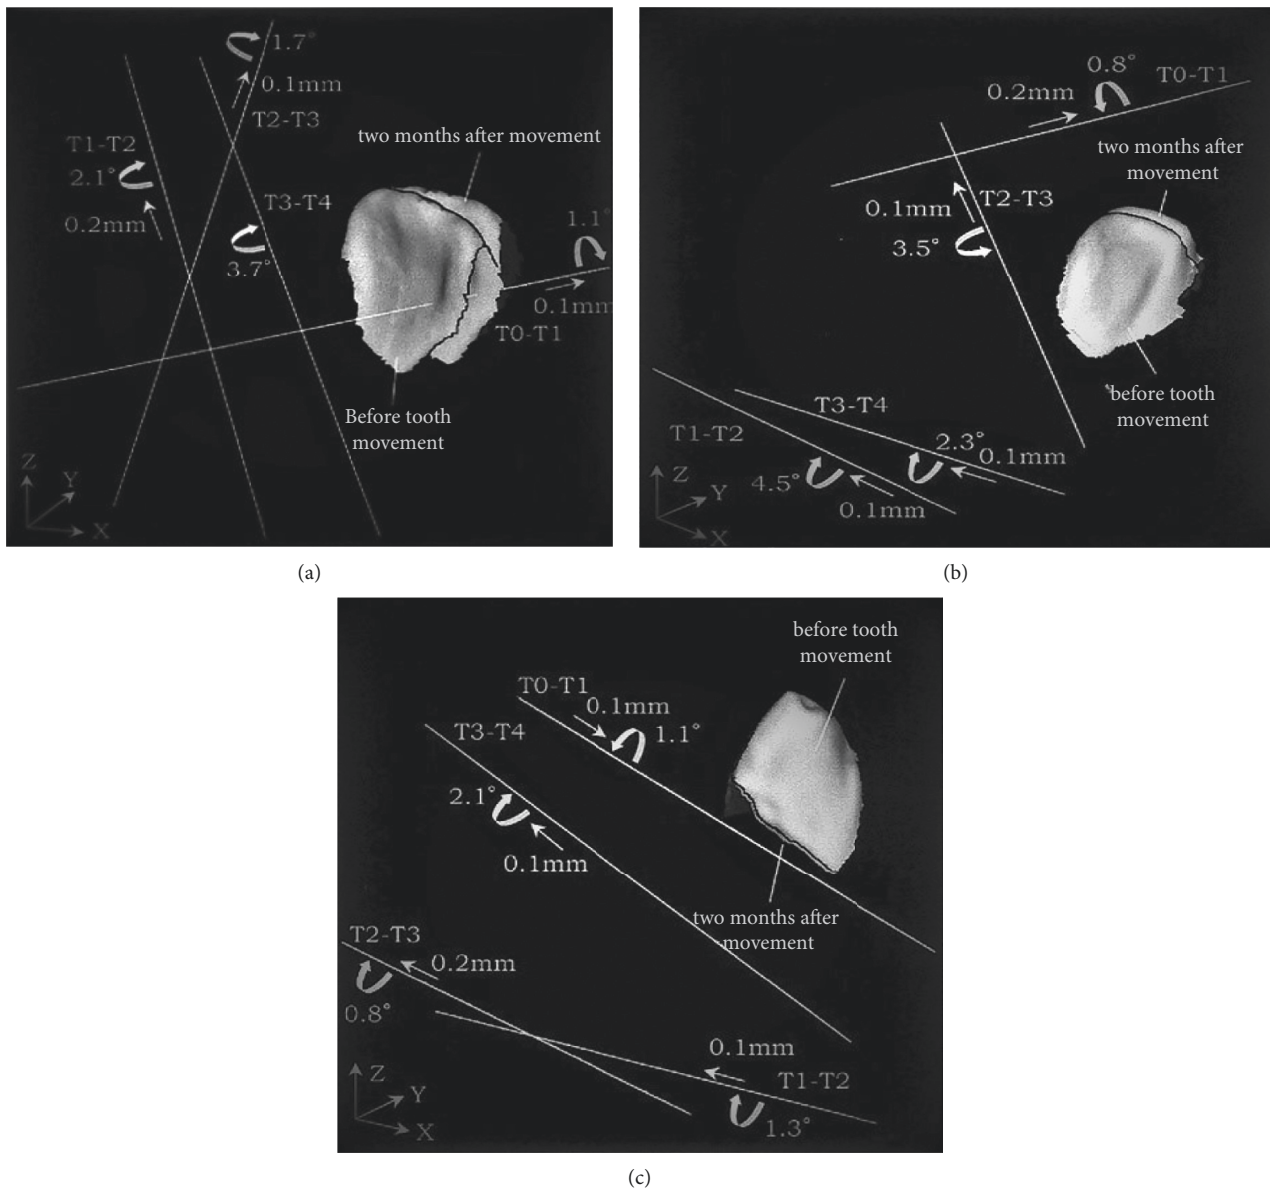 1.7°
0.1mm
T2-T3
two months after movement
T1-T2
2.1°
0.2mm
T3-T4
3.7°
1.1°
0.1mm
T0-T1
Before tooth
movement
Z
Y
X
(a)
0.8°
T0-T1
0.2mm
two months after
movement
T2-T3
0.1mm
3.5°
before tooth
movement
T3-T4
T1-T2
2.3°
0.1mm
4.5°
0.1mm
Z
Y
X
(b)
before tooth
movement
T0-T1
0.1mm
1.1°
T3-T4
2.1°
0.1mm
two months after
movement
T2-T3
0.2mm
0.8°
0.1mm
T1-T2
1.3°
Z
Y
X
(c)